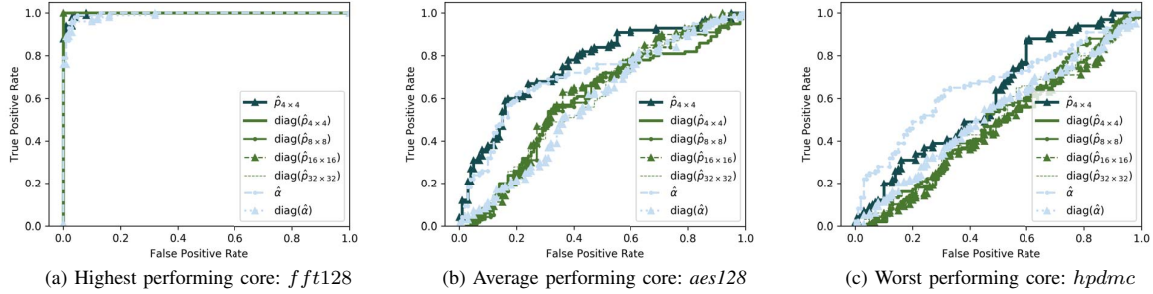 1.0
0.8
0.6
0.4
0.2
0.0
True Positive Rate
0.0 0.2 0.4 0.6 0.8 1.0
False Positive Rate
p̂4×4
diag(p̂4×4)
diag(p̂8×8)
diag(p̂16×16)
diag(p̂32×32)
α̂
diag(α̂)
(a) Highest performing core: fft128
1.0
0.8
0.6
0.4
0.2
0.0
True Positive Rate
0.0 0.2 0.4 0.6 0.8 1.0
False Positive Rate
p̂4×4
diag(p̂4×4)
diag(p̂8×8)
diag(p̂16×16)
diag(p̂32×32)
α̂
diag(α̂)
(b) Average performing core: aes128
1.0
0.8
0.6
0.4
0.2
0.0
True Positive Rate
0.0 0.2 0.4 0.6 0.8 1.0
False Positive Rate
p̂4×4
diag(p̂4×4)
diag(p̂8×8)
diag(p̂16×16)
diag(p̂32×32)
α̂
diag(α̂)
(c) Worst performing core: hpdmc